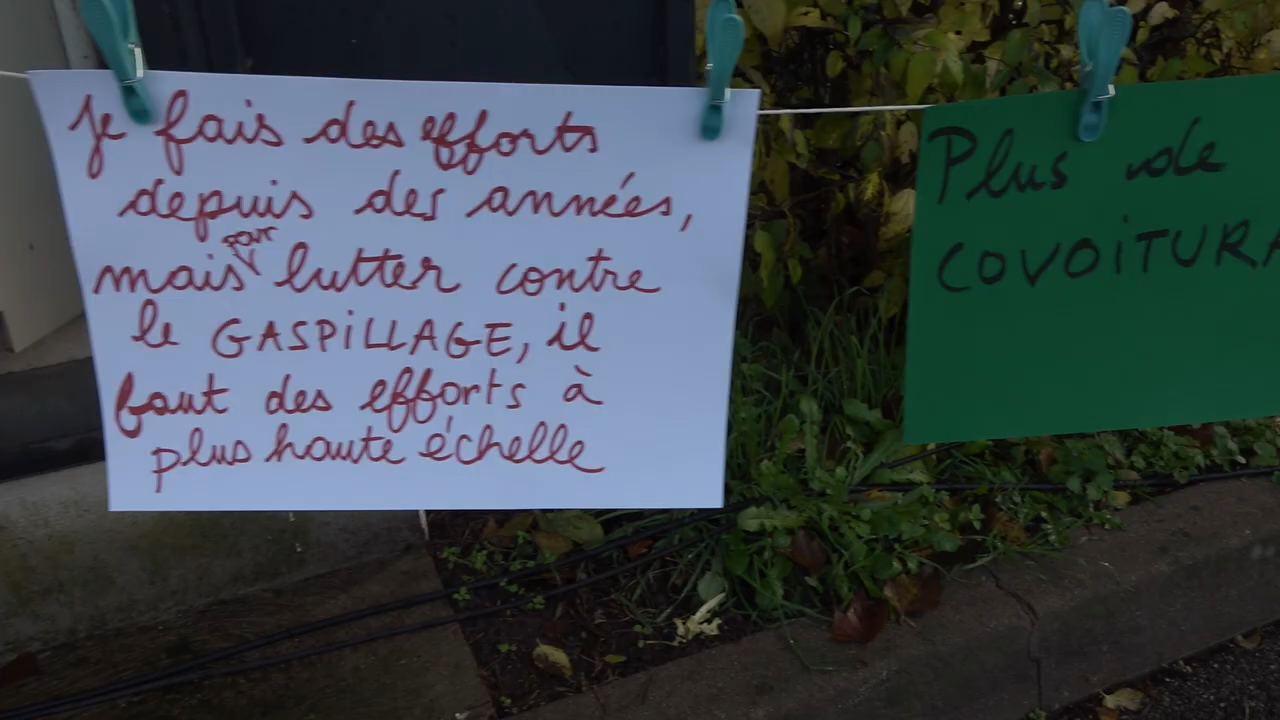 Je fais des efforts
depuis des années,
mais par lutter contre
le GASPILLAGE, il
faut des efforts à
plus haute échelle
Plus de
COVOITURA